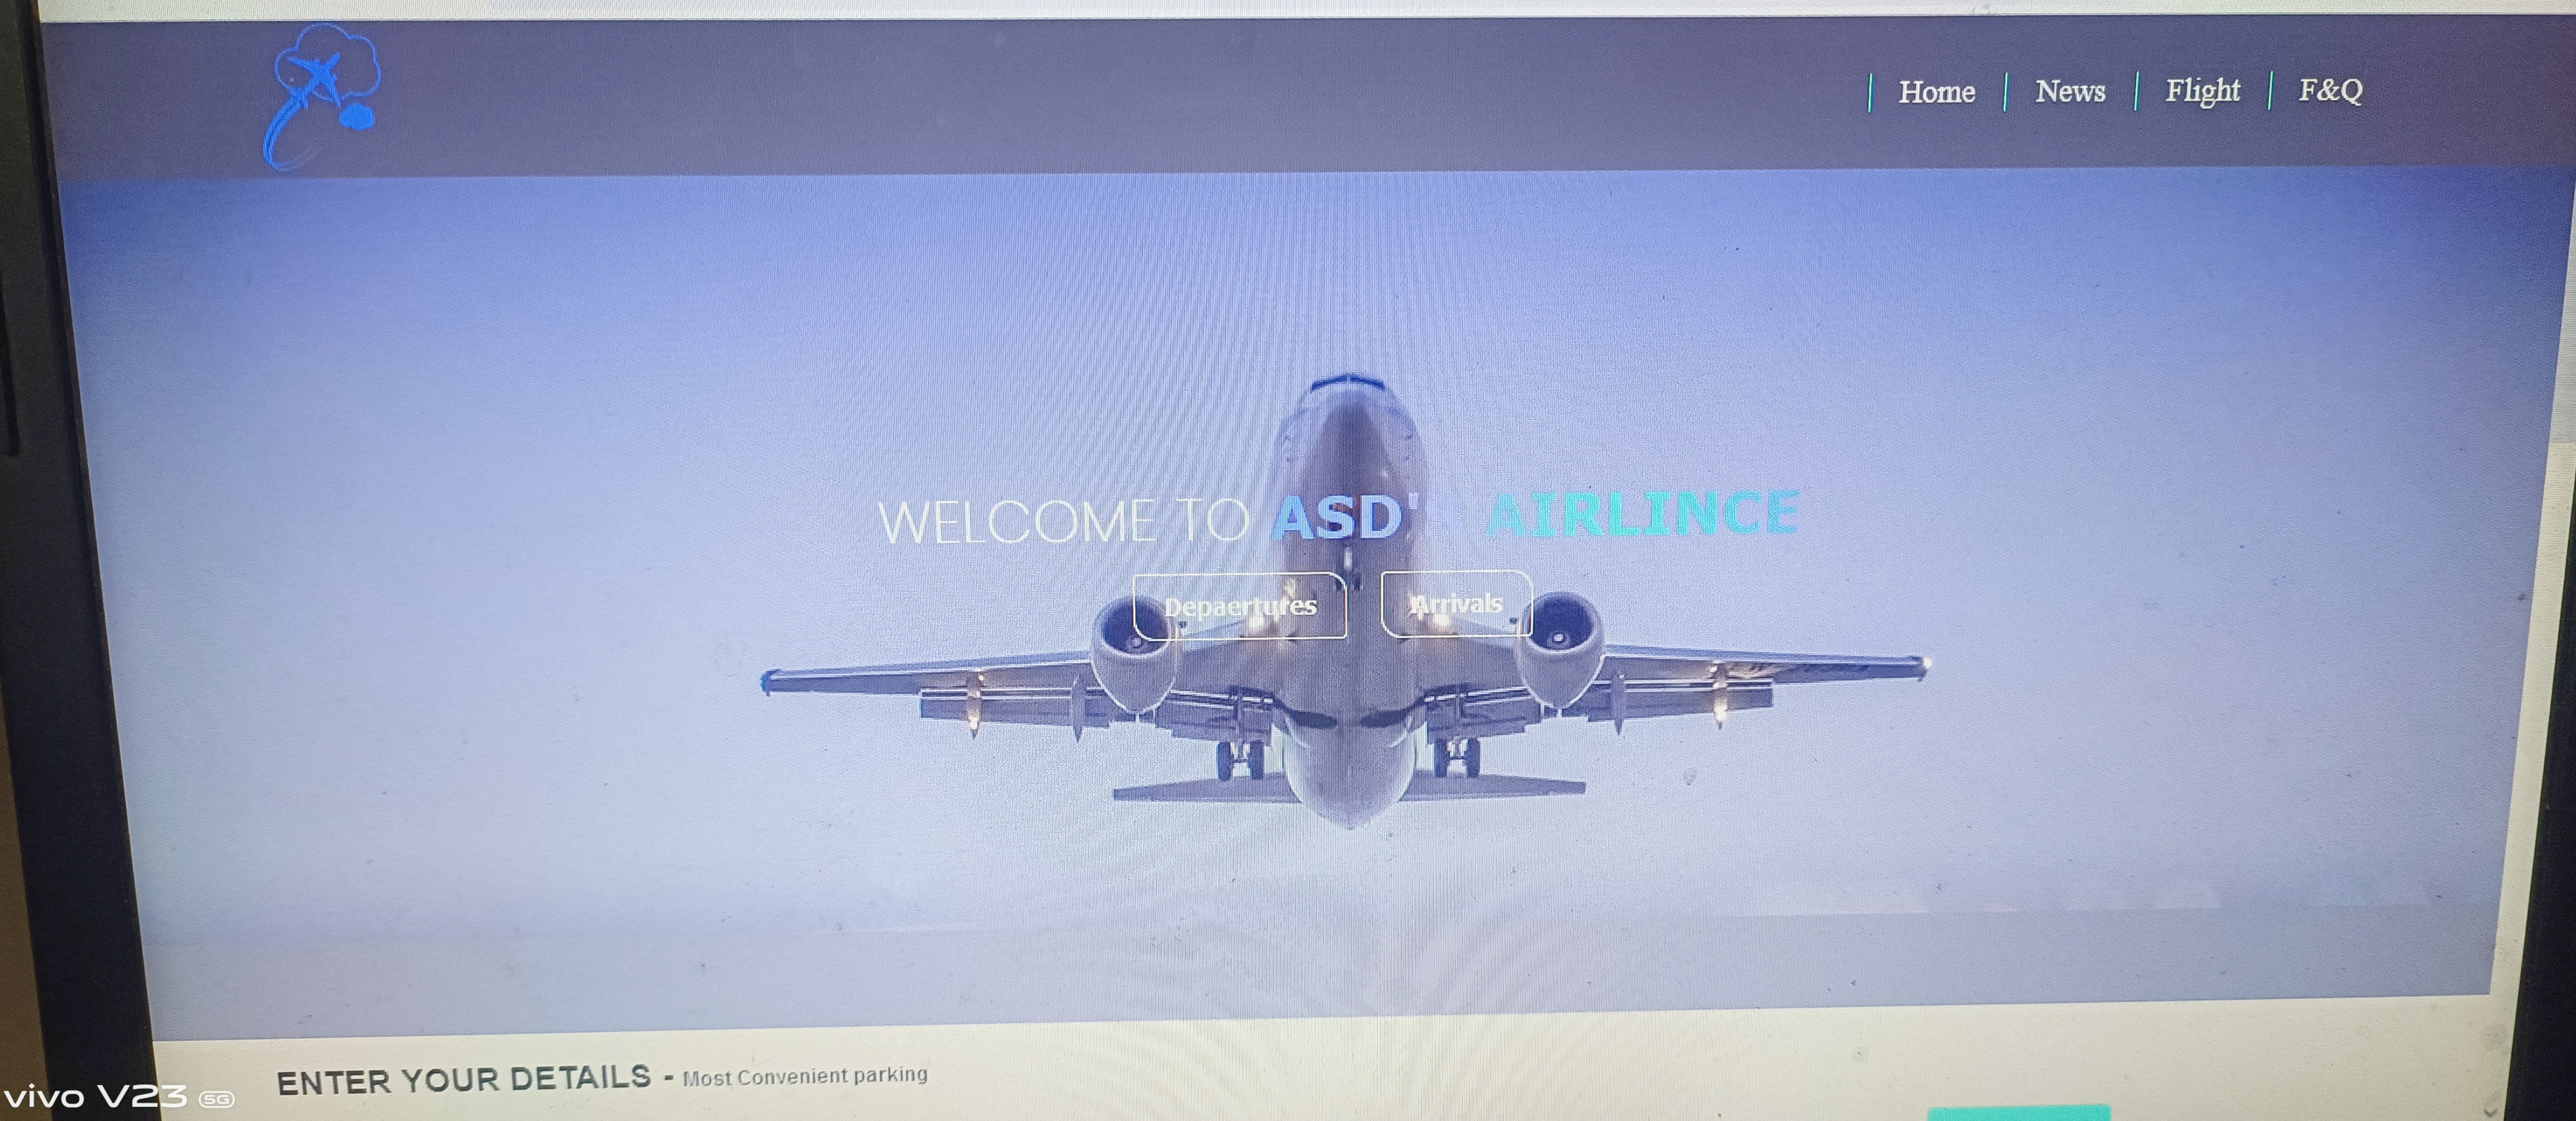 Home News Flight F&Q
WELCOME TO ASD'S AIRLINCE
Depaertures Arrivals
ENTER YOUR DETAILS - Most Convenient parking
vivo V23 5G